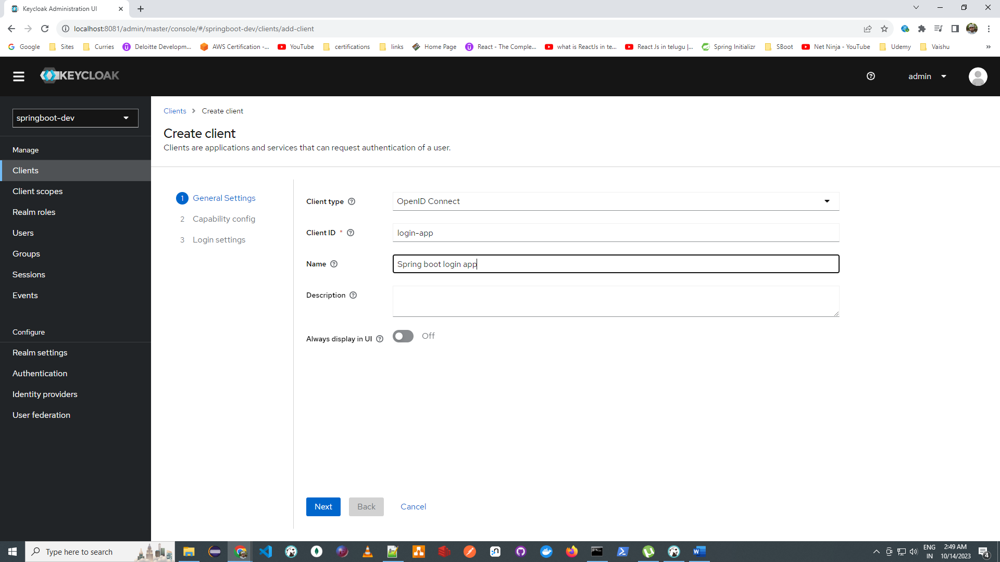 Keycloak Administration UI
localhost:8081/admin/master/console/#/springboot-dev/clients/add-client
Google Sites Curries Deloitte Developm... AWS Certification -... YouTube certifications links Home Page React - The Comple... what is ReactJs in te... React Js in telugu |... Spring Initializr SBoot Net Ninja - YouTube Udemy Vaishu »
KEYCLOAK
admin
springboot-dev
Manage
Clients
Client scopes
Realm roles
Users
Groups
Sessions
Events
Configure
Realm settings
Authentication
Identity providers
User federation
Clients > Create client
Create client
Clients are applications and services that can request authentication of a user.
1 General Settings
2 Capability config
3 Login settings
Client type OpenID Connect
Client ID * login-app
Name Spring boot login app
Description
Always display in UI Off
Next Back Cancel
Type here to search
ENG
IN
2:49 AM
10/14/2023
4